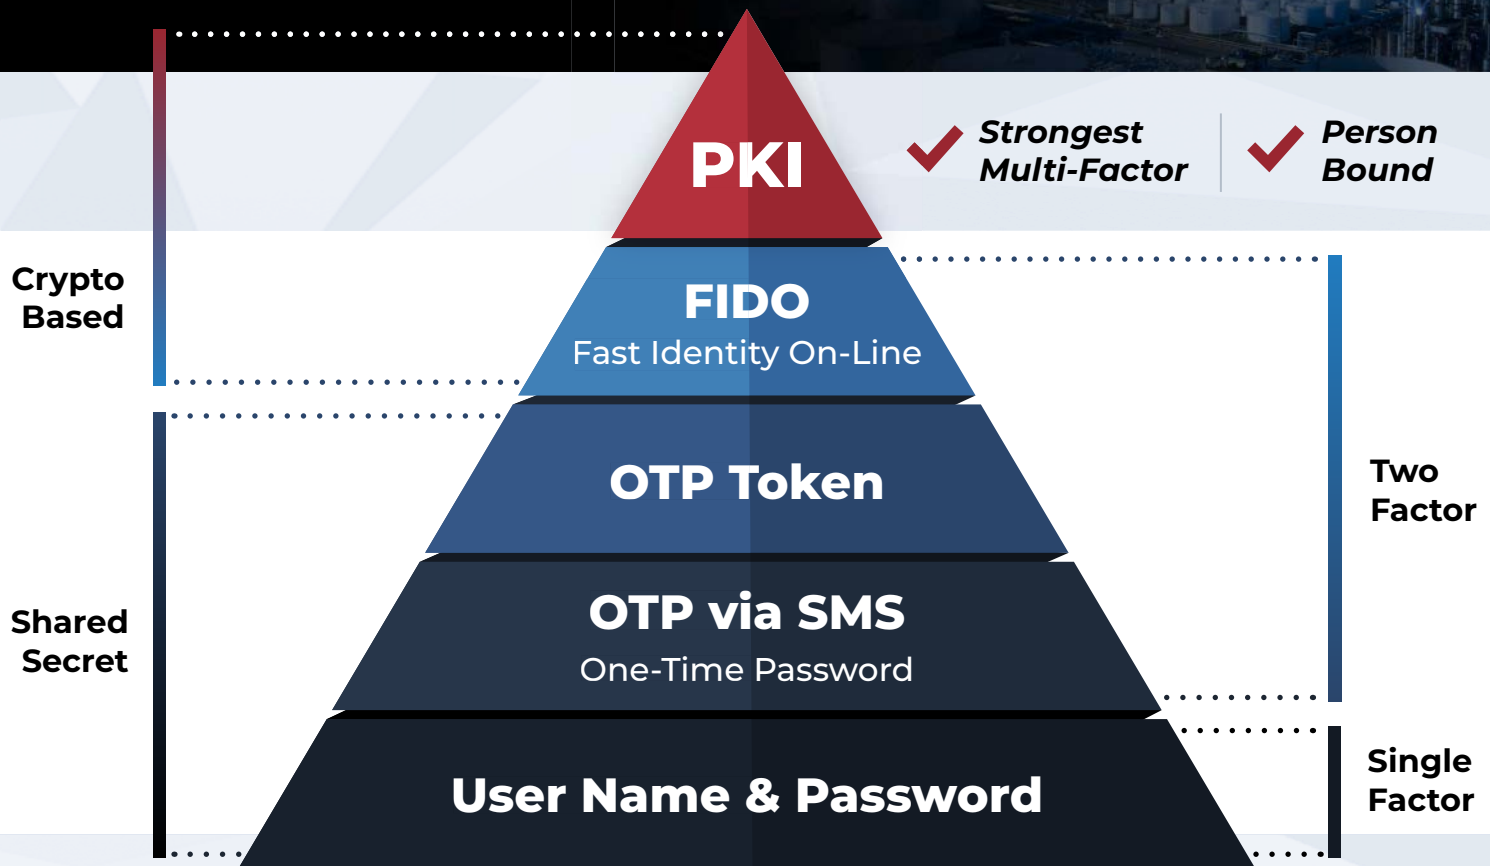 PKI
Strongest
Multi-Factor
Person
Bound
Crypto
Based
FIDO
Fast Identity On-Line
OTP Token
Two
Factor
OTP via SMS
One-Time Password
Shared
Secret
User Name & Password
Single
Factor